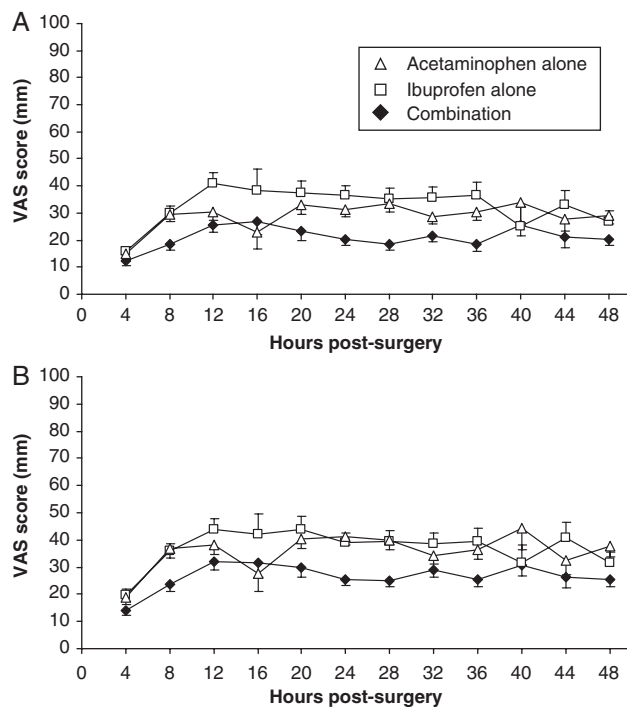 A
VAS score (mm)
100
90
80
70
60
50
40
30
20
10
0
Acetaminophen alone
Ibuprofen alone
Combination
0 4 8 12 16 20 24 28 32 36 40 44 48
Hours post-surgery
B
VAS score (mm)
100
90
80
70
60
50
40
30
20
10
0
0 4 8 12 16 20 24 28 32 36 40 44 48
Hours post-surgery